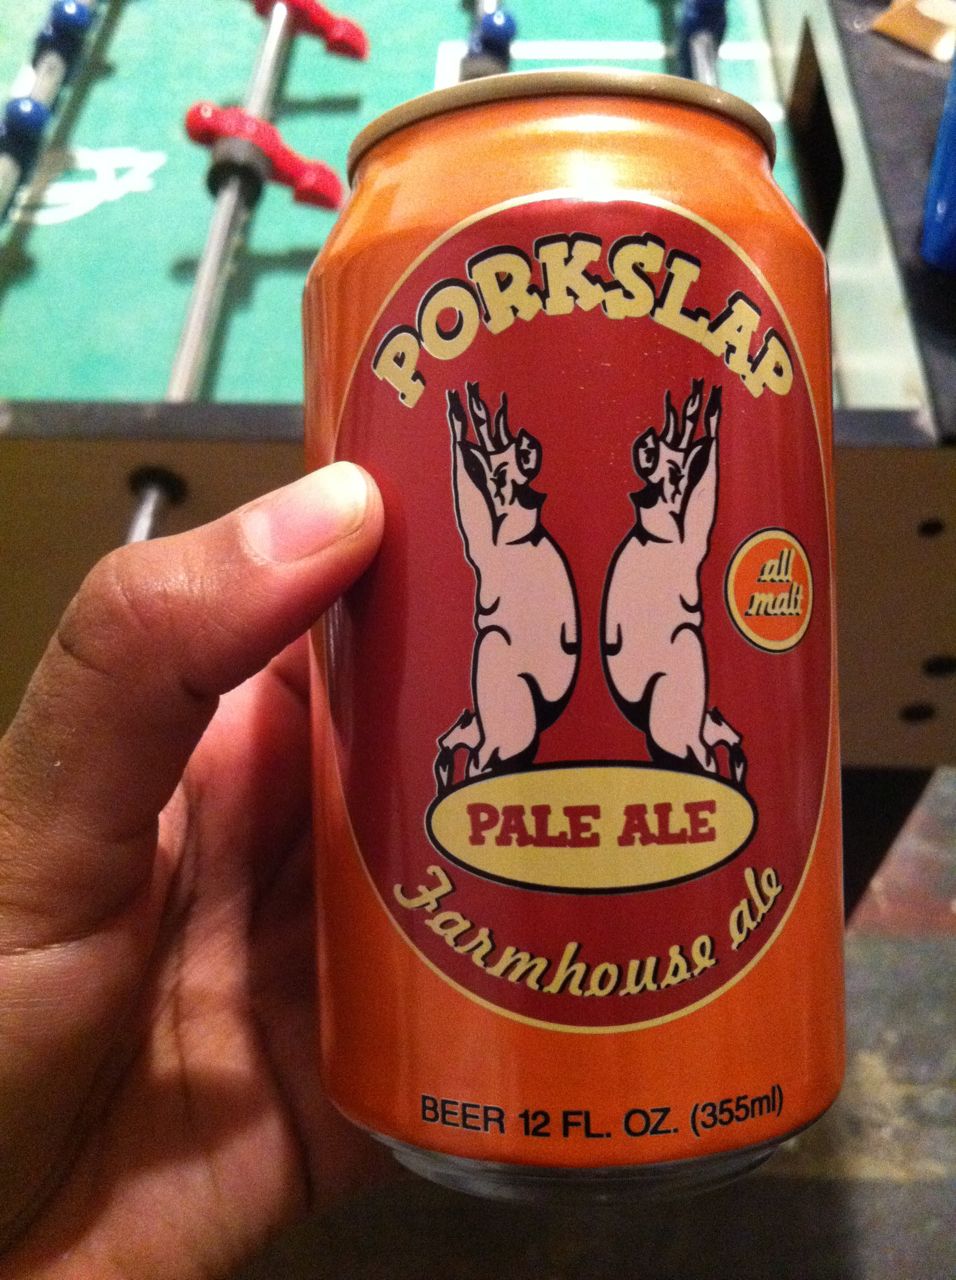 PORKSLAP
all
malt
PALE ALE
Farmhouse ale
BEER 12 FL. OZ. (355ml)